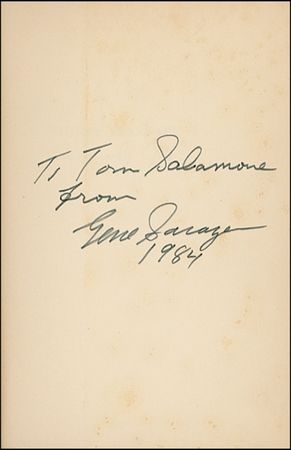 To Tom Salamone
from
Gene Sarazen
1984